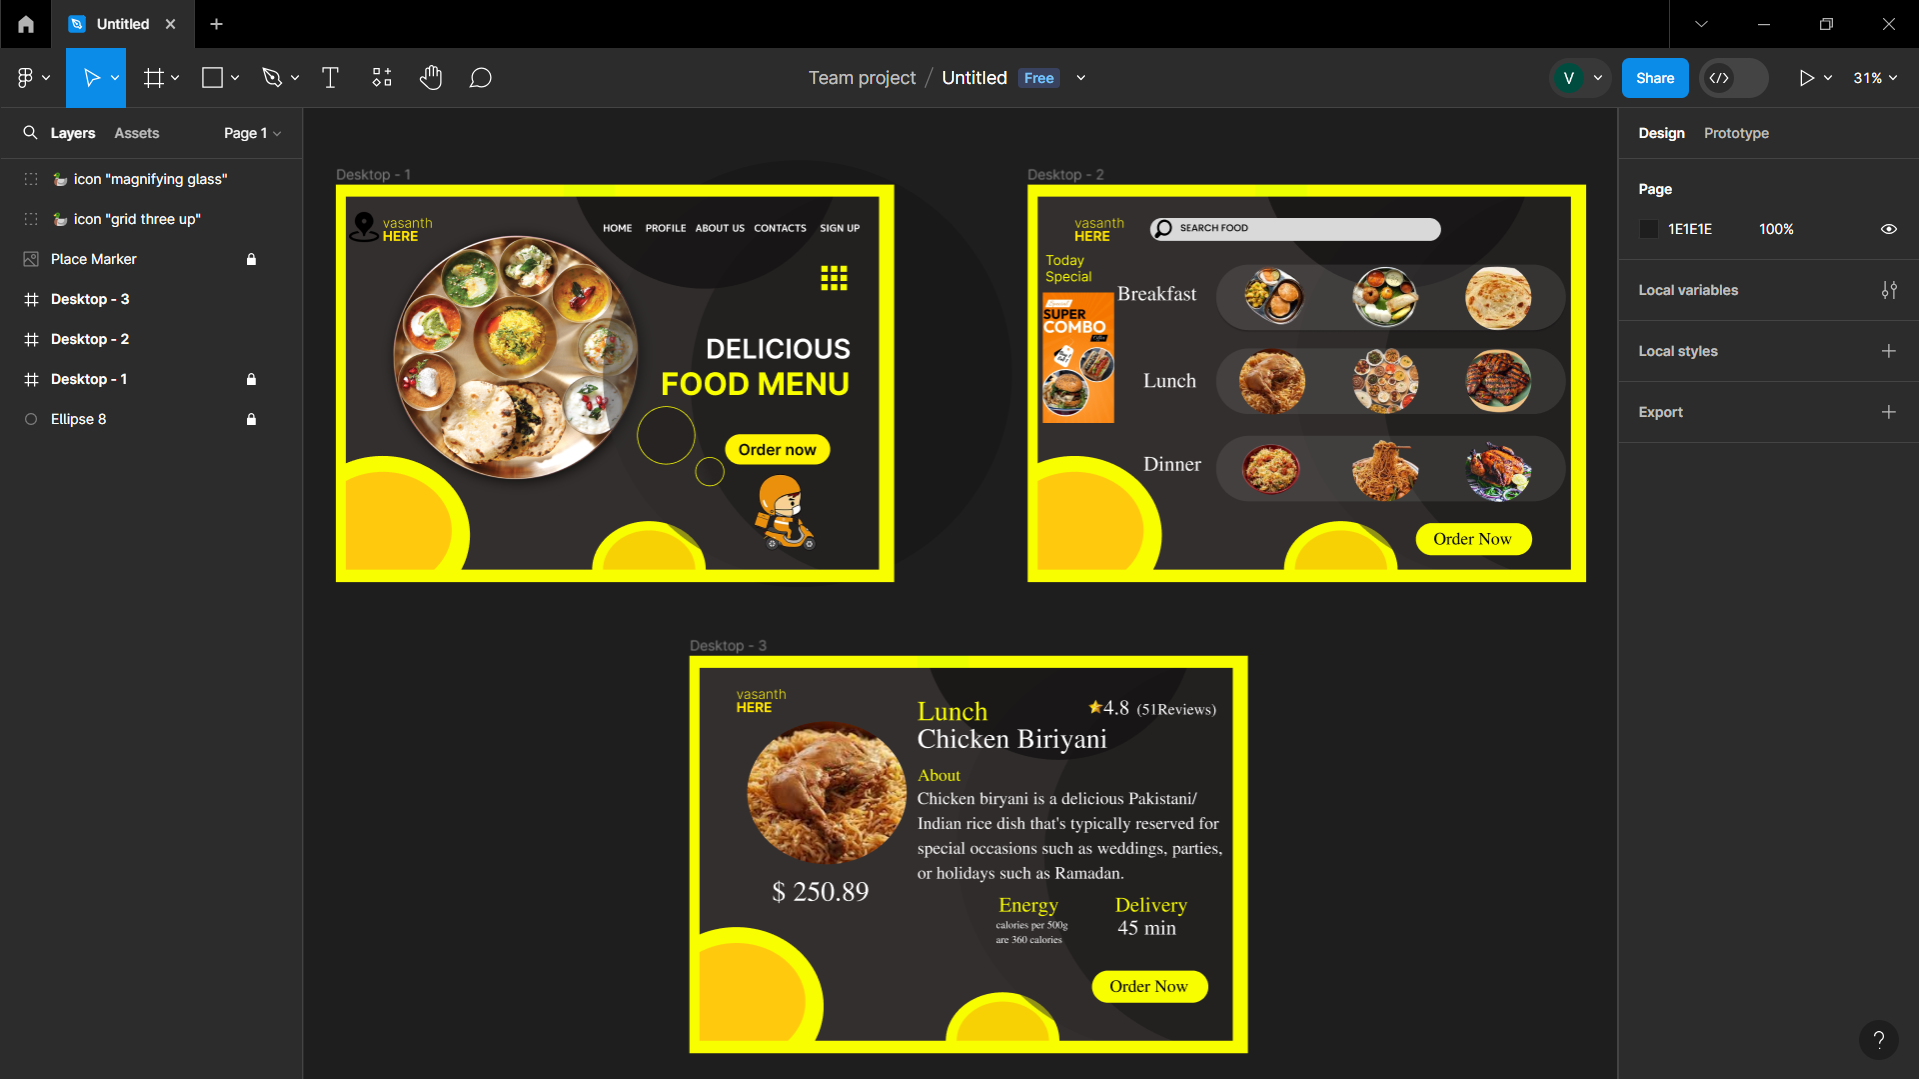 Untitled
Team project / Untitled Free
V
Share
31%
Layers
Assets
Page 1
icon "magnifying glass"
icon "grid three up"
Place Marker
Desktop - 3
Desktop - 2
Desktop - 1
Ellipse 8
Design
Prototype
Page
1E1E1E
100%
Local variables
Local styles
Export
?
Desktop - 1
vasanth
HERE
HOME PROFILE ABOUT US CONTACTS SIGN UP
DELICIOUS
FOOD MENU
Order now
Desktop - 2
vasanth
HERE
SEARCH FOOD
Today
Special
SUPER
COMBO
Breakfast
Lunch
Dinner
Order Now
Desktop - 3
vasanth
HERE
Lunch
4.8 (51Reviews)
Chicken Biriyani
About
Chicken biryani is a delicious Pakistani/
Indian rice dish that's typically reserved for
special occasions such as weddings, parties,
or holidays such as Ramadan.
$ 250.89
Energy
calories per 500g
are 360 calories
Delivery
45 min
Order Now